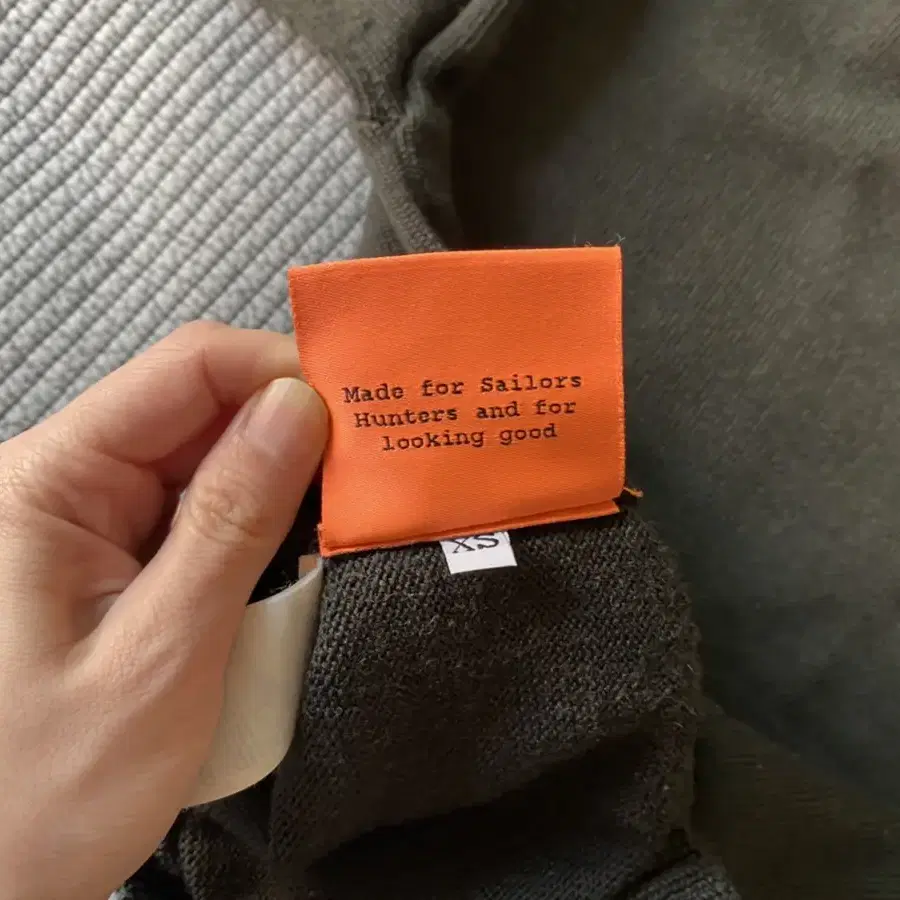 Made for Sailors
Hunters and for
looking good
XS